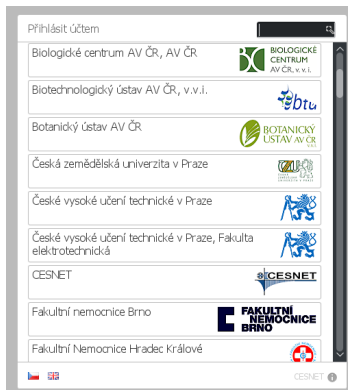 Přihlásit účtem
Biologické centrum AV ČR, AV ČR
BIOLOGICKÉ
CENTRUM
AV ČR, v. v. i.
Biotechnologický ústav AV ČR, v.v.i.
btu
Botanický ústav AV ČR
BOTANICKÝ
ÚSTAV AV ČR
Česká zemědělská univerzita v Praze
České vysoké učení technické v Praze
České vysoké učení technické v Praze, Fakulta
elektrotechnická
CESNET
CESNET
Fakultní nemocnice Brno
FAKULTNÍ
NEMOCNICE
BRNO
Fakultní Nemocnice Hradec Králové
CESNET